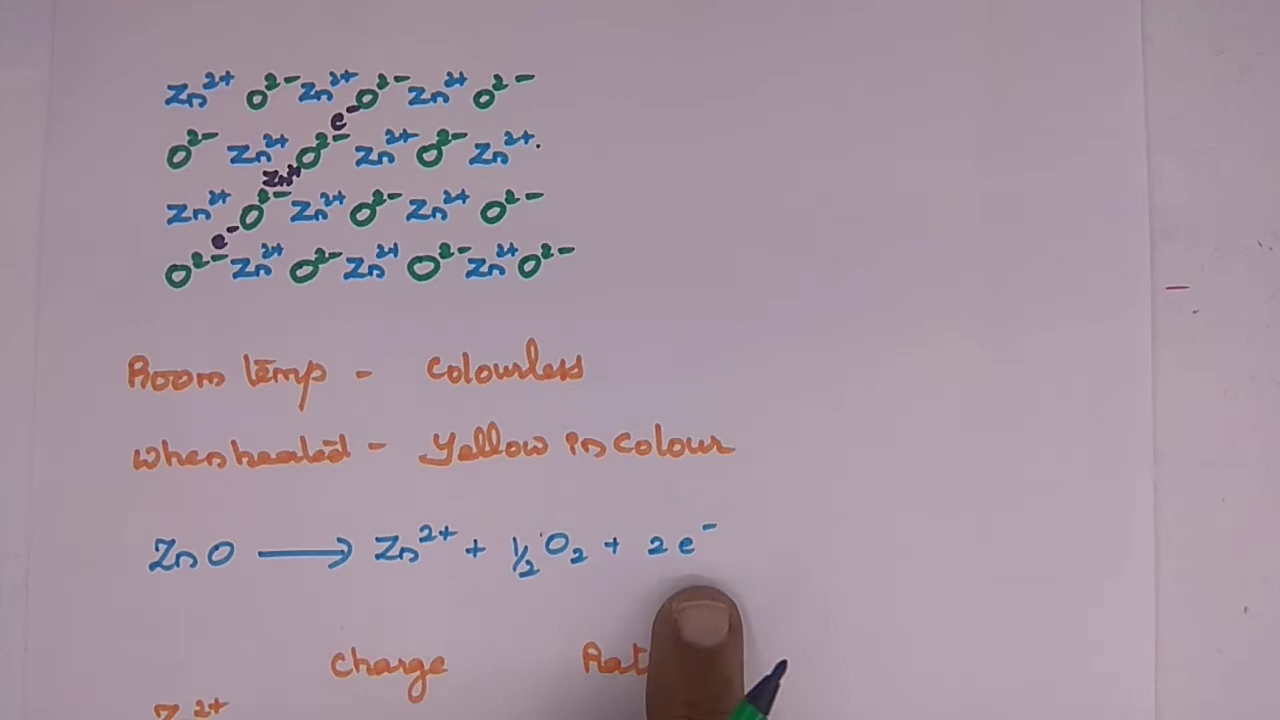 Zn²⁺ O²⁻ Zn²⁺ O²⁻ Zn²⁺ O²⁻
e⁻
O²⁻ Zn²⁺ O²⁻ Zn²⁺ O²⁻ Zn²⁺.
Zn²⁺ O²⁻ Zn²⁺ O²⁻ Zn²⁺ O²⁻
e⁻
O²⁻ Zn²⁺ O²⁻ Zn²⁺ O²⁻ Zn²⁺ O²⁻
Room temp - Colourless
when heated - Yellow in colour
ZnO ⟶ Zn²⁺ + ½ O₂ + 2e⁻
Charge